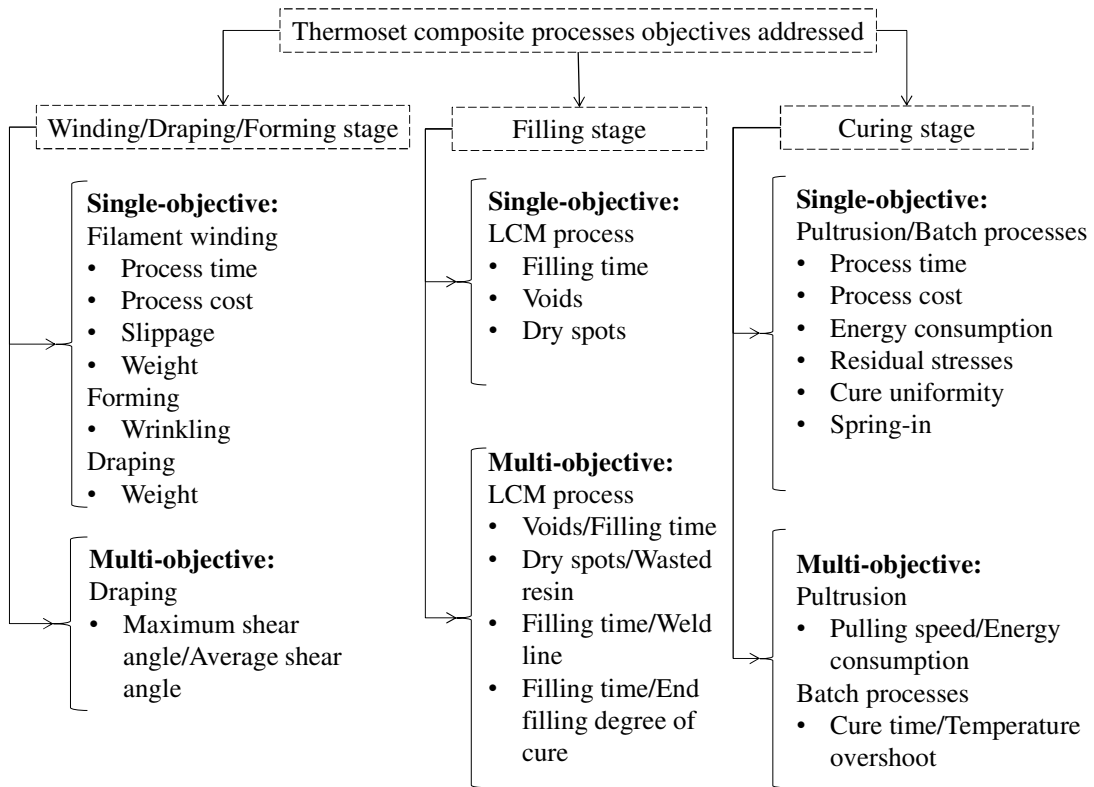 Thermoset composite processes objectives addressed
Winding/Draping/Forming stage
Single-objective:
Filament winding
• Process time
• Process cost
• Slippage
• Weight
Forming
• Wrinkling
Draping
• Weight
Multi-objective:
Draping
• Maximum shear
angle/Average shear
angle
Filling stage
Single-objective:
LCM process
• Filling time
• Voids
• Dry spots
Multi-objective:
LCM process
• Voids/Filling time
• Dry spots/Wasted
resin
• Filling time/Weld
line
• Filling time/End
filling degree of
cure
Curing stage
Single-objective:
Pultrusion/Batch processes
• Process time
• Process cost
• Energy consumption
• Residual stresses
• Cure uniformity
• Spring-in
Multi-objective:
Pultrusion
• Pulling speed/Energy
consumption
Batch processes
• Cure time/Temperature
overshoot